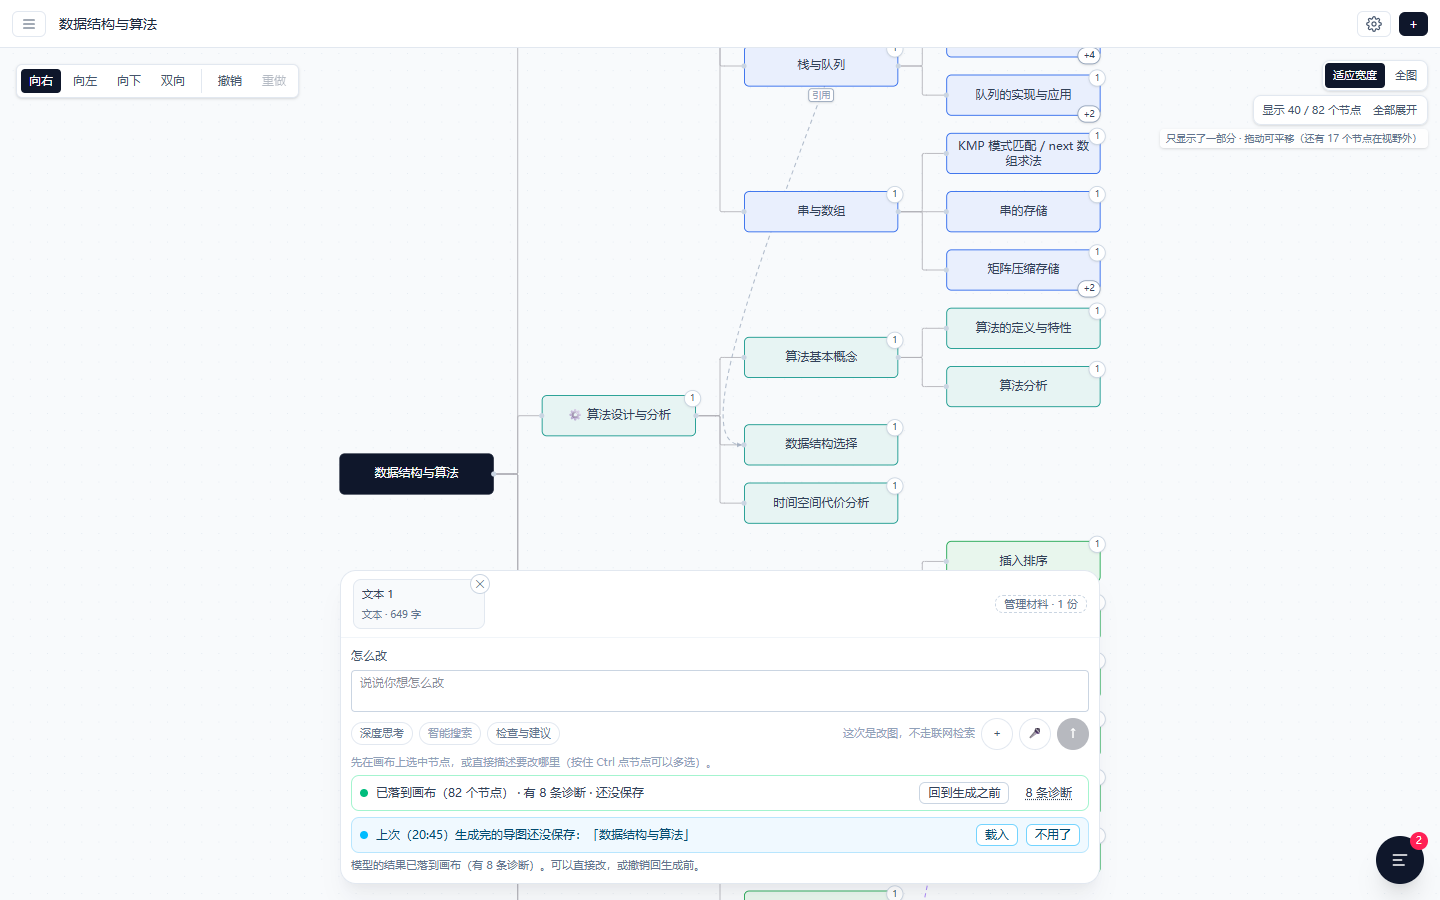 数据结构与算法
+
向右 向左 向下 双向 撤销 重做
适应宽度 全图
显示 40 / 82 个节点 全部展开
只显示了一部分 · 拖动可平移（还有 17 个节点在视野外）
+4
1
栈与队列
引用
1
队列的实现与应用
+2
1
KMP 模式匹配 / next 数
组求法
1
串与数组
1
串的存储
1
矩阵压缩存储
+2
1
算法的定义与特性
1
算法基本概念
1
算法分析
1
算法设计与分析
1
数据结构选择
数据结构与算法
1
时间空间代价分析
1
插入排序
文本 1
文本 · 649 字
管理材料 · 1 份
怎么改
说说你想怎么改
深度思考 智能搜索 检查与建议
这次是改图，不走联网检索
+
先在画布上选中节点，或直接描述要改哪里（按住 Ctrl 点节点可以多选）。
已落到画布（82 个节点） · 有 8 条诊断 · 还没保存
回到生成之前
8 条诊断
上次（20:45）生成完的导图还没保存：「数据结构与算法」
载入
不用了
模型的结果已落到画布（有 8 条诊断）。可以直接改，或撤销回生成前。
2
1